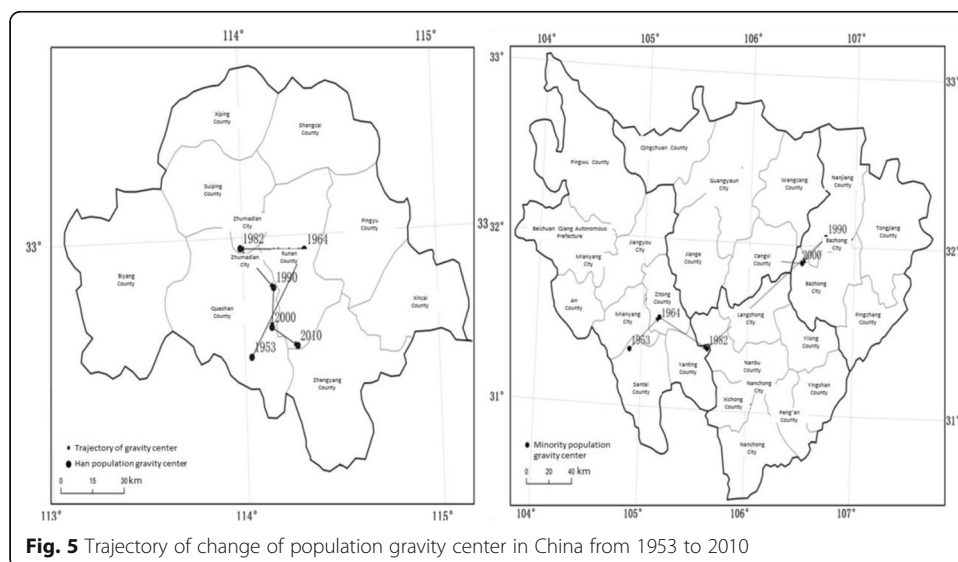 114°
115°
Xiping
County
Shangcai
County
Suiping
County
Zhumadian
City
Pingyu
County
33°
1982
1964
33
Zhumadian
City
Runan
County
Biyang
County
1990
Queshan
County
Xincai
County
2000
2010
1953
Zhengyang
County
Trajectory of gravity center
Han population gravity center
0 15 30 km
113°
114°
115°
104°
105°
106°
107°
33°
33°
Qingchuan County
Pingwu County
Guangyaun
City
Wangcang
County
Nanjiang
County
32°
32°
Beichuan Qiang Autonomous
Prefecture
Jiangyou
City
1990
Bazhong
City
Tongjiang
County
Mianyang
City
Jiange
County
Cangxi
County
2000
An
County
Zitong
County
Bazhong
City
Mianyang
City
1964
Langzhong
City
Pingchang
County
1953
1982
Yilong
County
Yanting
County
Nanbu
County
Santai
County
Nanchong
City
Yingshan
County
Xichong
County
31°
31°
Peng'an
County
Nanchong
City
Minority population
gravity center
0 20 40
km
104°
105°
106°
107°
Fig. 5 Trajectory of change of population gravity center in China from 1953 to 2010